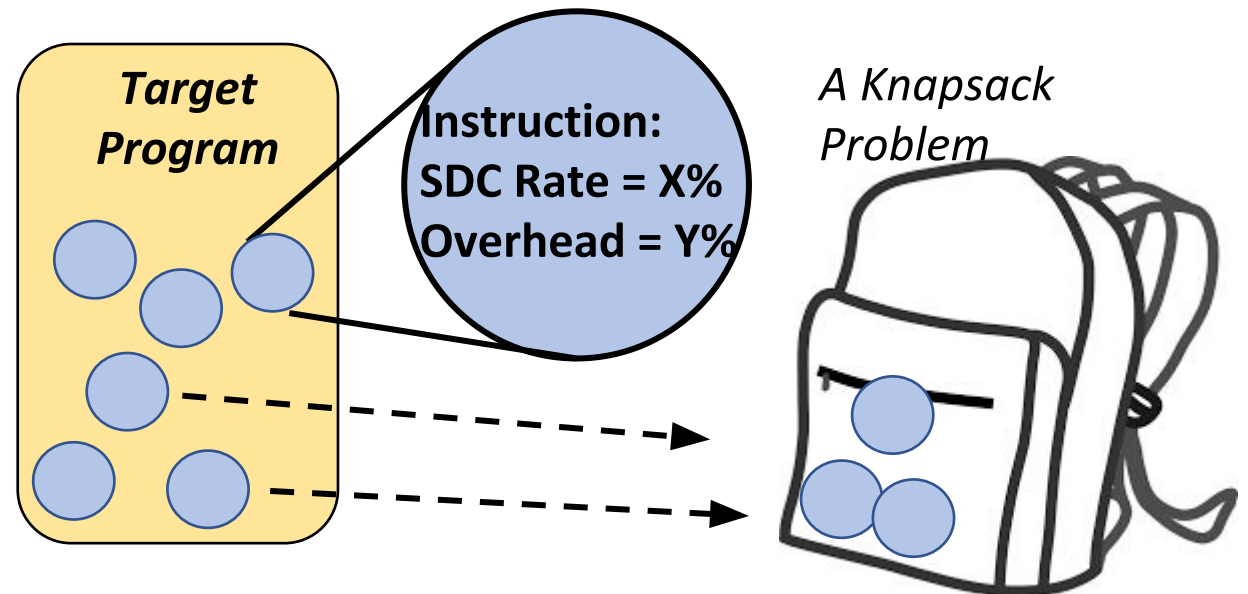 Target
Program
Instruction:
SDC Rate = X%
Overhead = Y%
A Knapsack
Problem